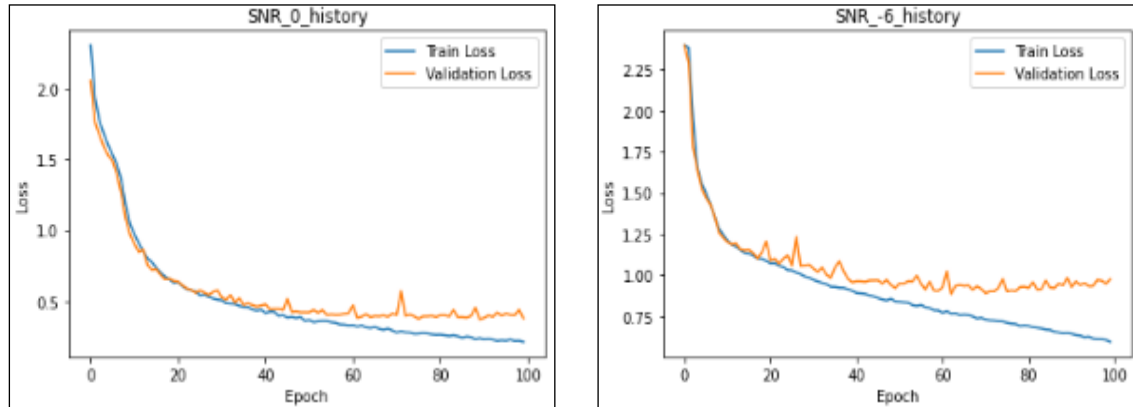 SNR_0_history
Train Loss
Validation Loss
2.0
1.5
1.0
0.5
Loss
0
20
40
60
80
100
Epoch
SNR_-6_history
Train Loss
Validation Loss
2.25
2.00
1.75
1.50
1.25
1.00
0.75
Loss
0
20
40
60
80
100
Epoch